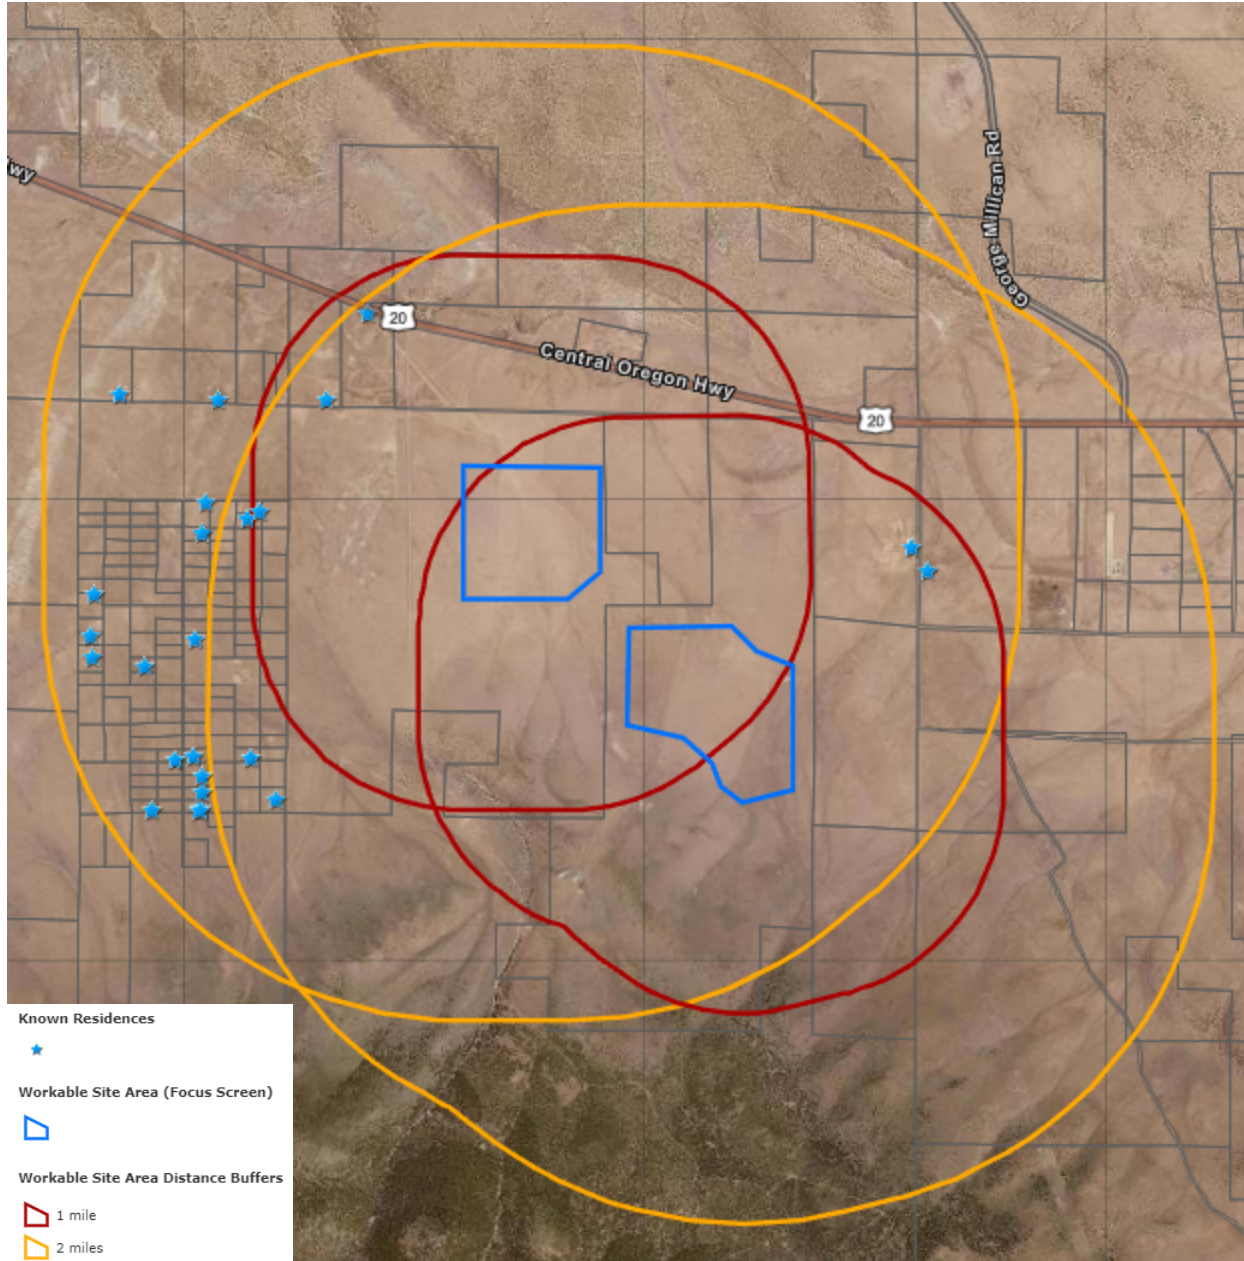 George Millican Rd
wy
20
Central Oregon Hwy
20
Known Residences
Workable Site Area (Focus Screen)
Workable Site Area Distance Buffers
1 mile
2 miles